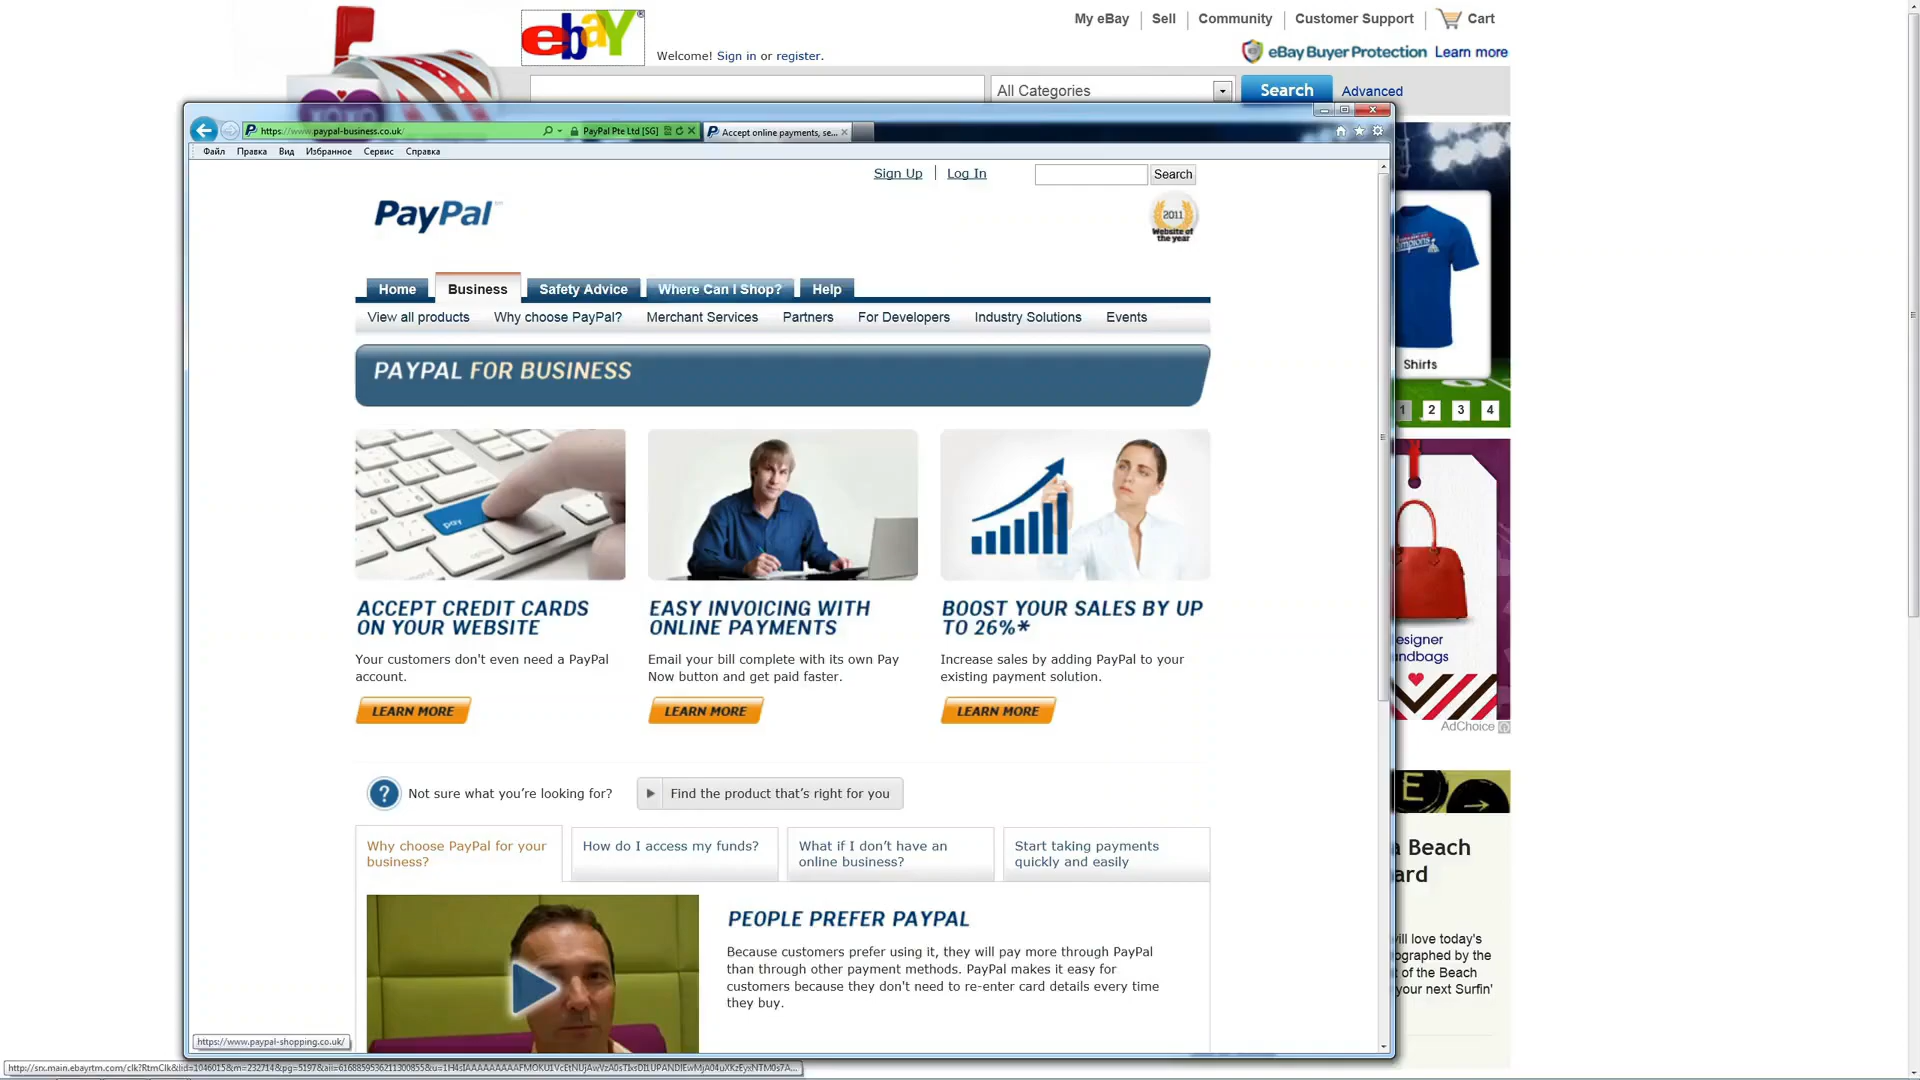 ebaY
My eBay
Sell
Community
Customer Support
Cart
Welcome! Sign in or register.
eBay Buyer Protection Learn more
All Categories
Search
Advanced
https://www.paypal-business.co.uk/
PayPal Pte Ltd [SG]
Accept online payments, se...
Файл Правка Вид Избранное Сервис Справка
Sign Up
Log In
Search
PayPal
2011
Website of
the year
Home
Business
Safety Advice
Where Can I Shop?
Help
View all products
Why choose PayPal?
Merchant Services
Partners
For Developers
Industry Solutions
Events
PAYPAL FOR BUSINESS
pay
ACCEPT CREDIT CARDS
ON YOUR WEBSITE
Your customers don't even need a PayPal
account.
LEARN MORE
EASY INVOICING WITH
ONLINE PAYMENTS
Email your bill complete with its own Pay
Now button and get paid faster.
LEARN MORE
BOOST YOUR SALES BY UP
TO 26%*
Increase sales by adding PayPal to your
existing payment solution.
LEARN MORE
? Not sure what you're looking for?
Find the product that's right for you
Why choose PayPal for your
business?
How do I access my funds?
What if I don't have an
online business?
Start taking payments
quickly and easily
PEOPLE PREFER PAYPAL
Because customers prefer using it, they will pay more through PayPal
than through other payment methods. PayPal makes it easy for
customers because they don't need to re-enter card details every time
they buy.
https://www.paypal-shopping.co.uk/
Shirts
1 2 3 4
esigner
andbags
AdChoice
E
a Beach
ard
ill love today's
ographed by the
t of the Beach
your next Surfin'